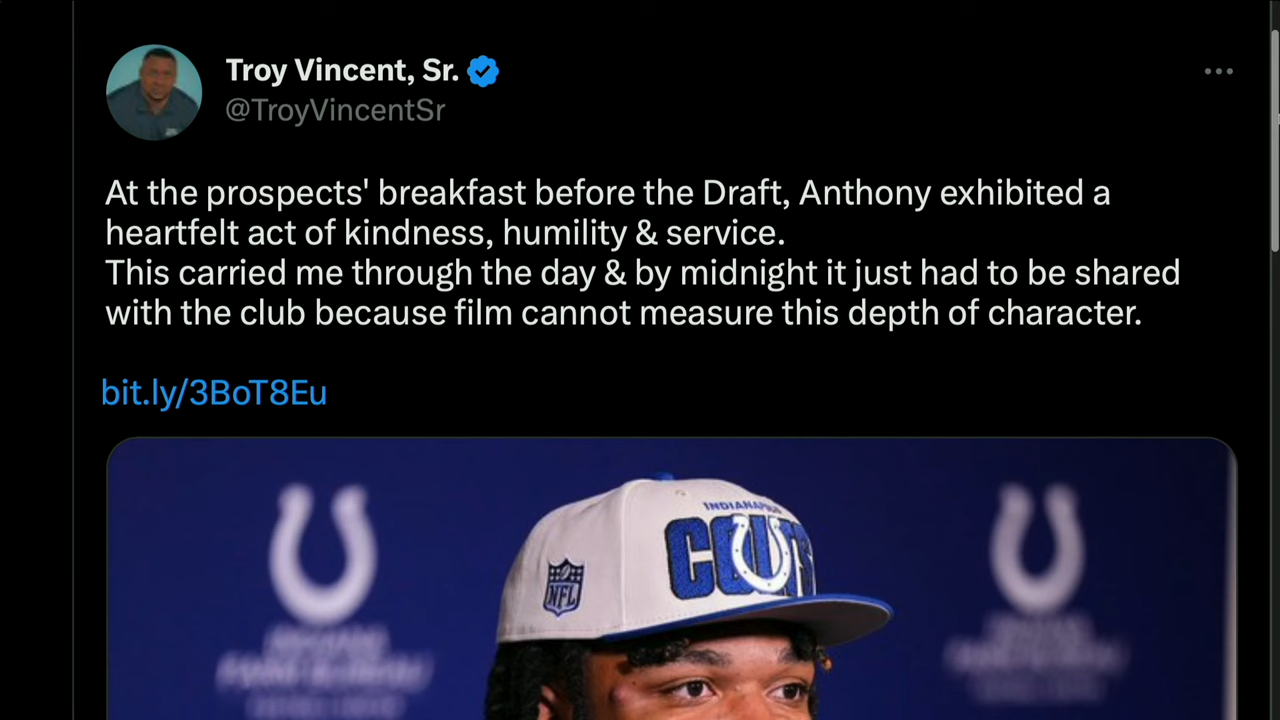 Troy Vincent, Sr.
@TroyVincentSr
At the prospects' breakfast before the Draft, Anthony exhibited a
heartfelt act of kindness, humility & service.
This carried me through the day & by midnight it just had to be shared
with the club because film cannot measure this depth of character.
bit.ly/3BoT8Eu
INDIANAPOLIS
COLTS
NFL